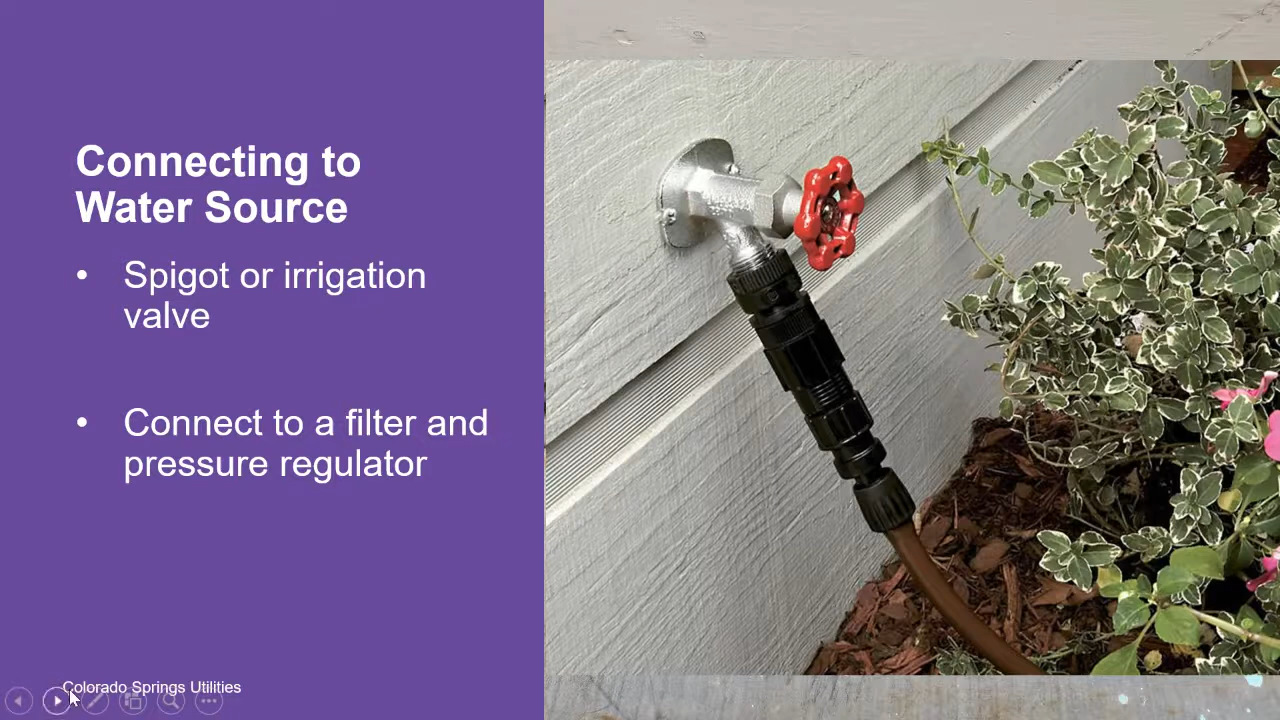 Connecting to
Water Source
• Spigot or irrigation
valve
• Connect to a filter and
pressure regulator
Colorado Springs Utilities